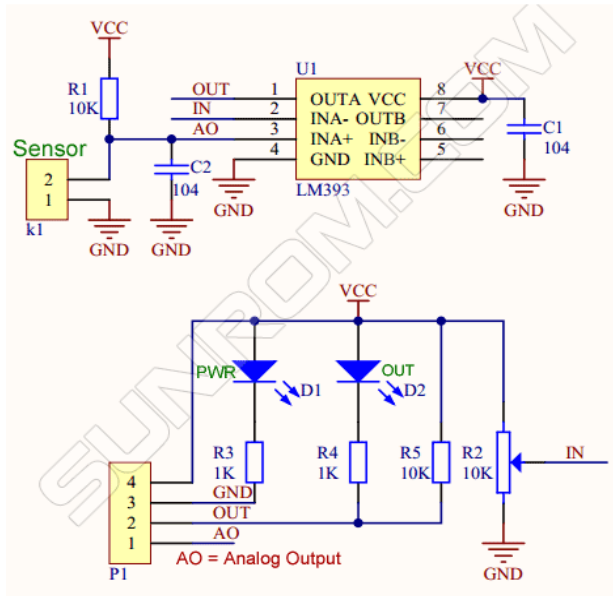 VCC
R1
10K
Sensor
2
1
k1
GND
C2
104
GND
OUT
IN
AO
1
2
3
4
GND
U1
OUTA VCC
INA- OUTB
INA+ INB-
GND INB+
LM393
8
7
6
5
VCC
C1
104
GND
VCC
PWR
D1
OUT
D2
R3
1K
R4
1K
R5
10K
R2
10K
IN
GND
4
3
2
1
P1
GND
OUT
AO
AO = Analog Output
SUNROM.COM